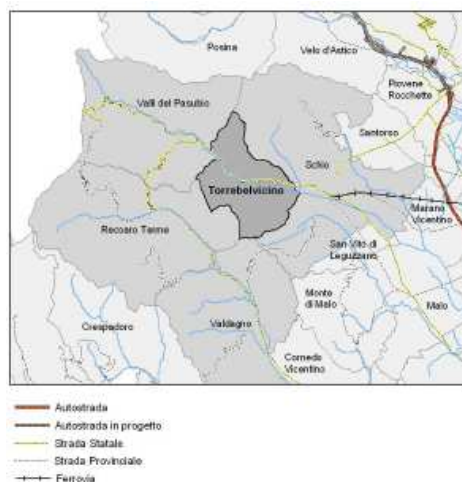 Posina
Velo d'Astico
Piovene
Rocchette
Valli del Pasubio
Santorso
Schio
Torrebelvicino
Marano
Vicentino
Recoaro Terme
San Vito di
Leguzzano
Monte
di Malo
Malo
Crespadoro
Valdagno
Cornedo
Vicentino
Autostrada
Autostrada in progetto
Strada Statale
Strada Provinciale
Ferrovia